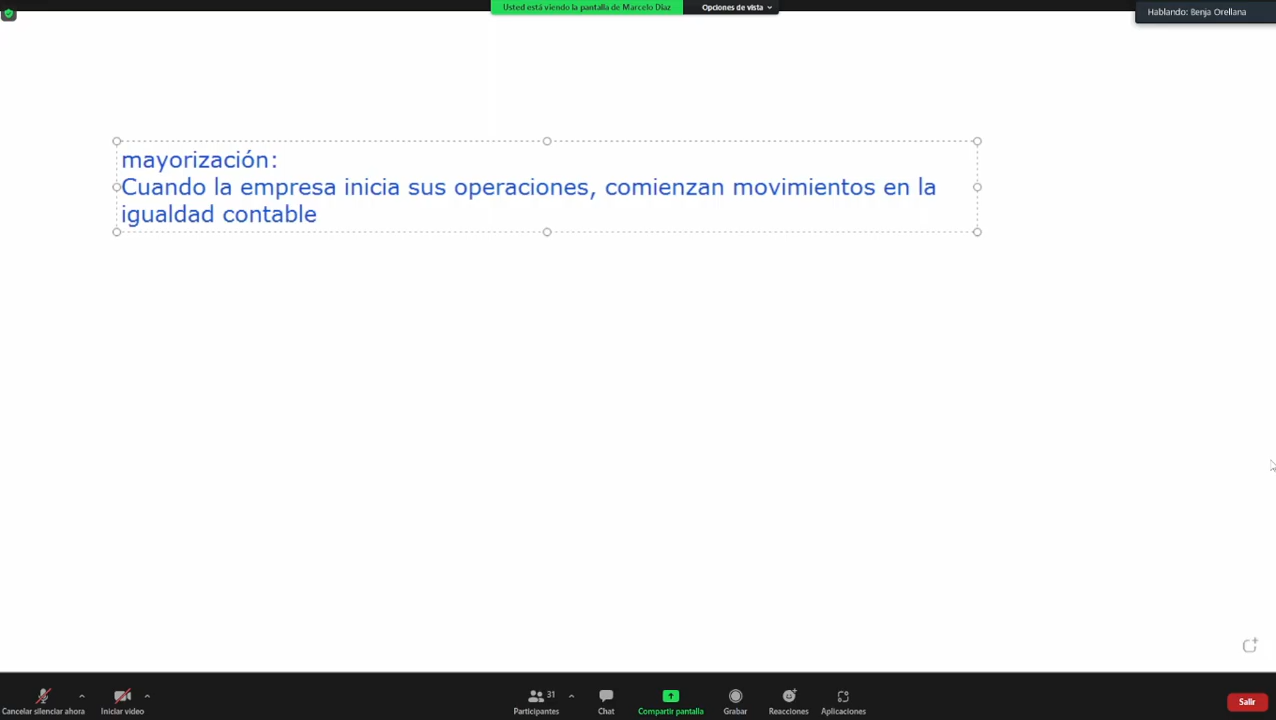 Usted está viendo la pantalla de Marcelo Díaz
Opciones de vista
Hablando: Benja Orellana
mayorización:
Cuando la empresa inicia sus operaciones, comienzan movimientos en la
igualdad contable
Cancelar silenciar ahora
Iniciar video
31
Participantes
Chat
Compartir pantalla
Grabar
Reacciones
Aplicaciones
Salir